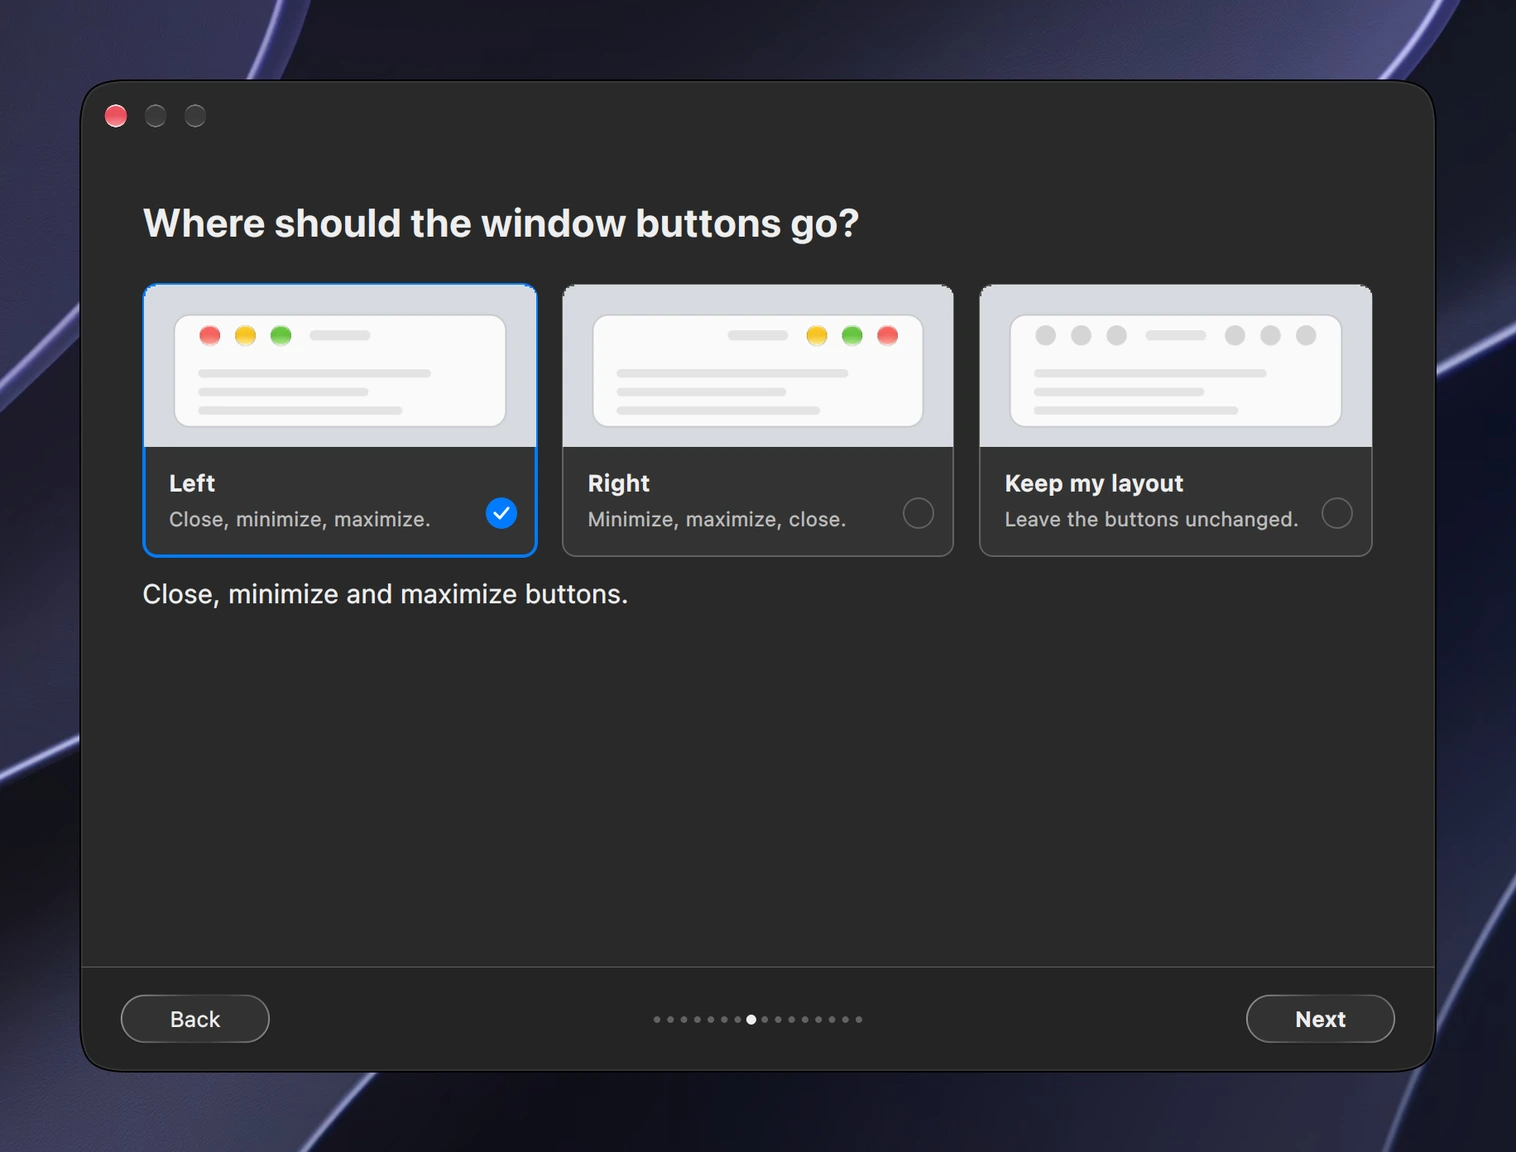 Where should the window buttons go?
Left
Close, minimize, maximize.
Right
Minimize, maximize, close.
Keep my layout
Leave the buttons unchanged.
Close, minimize and maximize buttons.
Back
Next